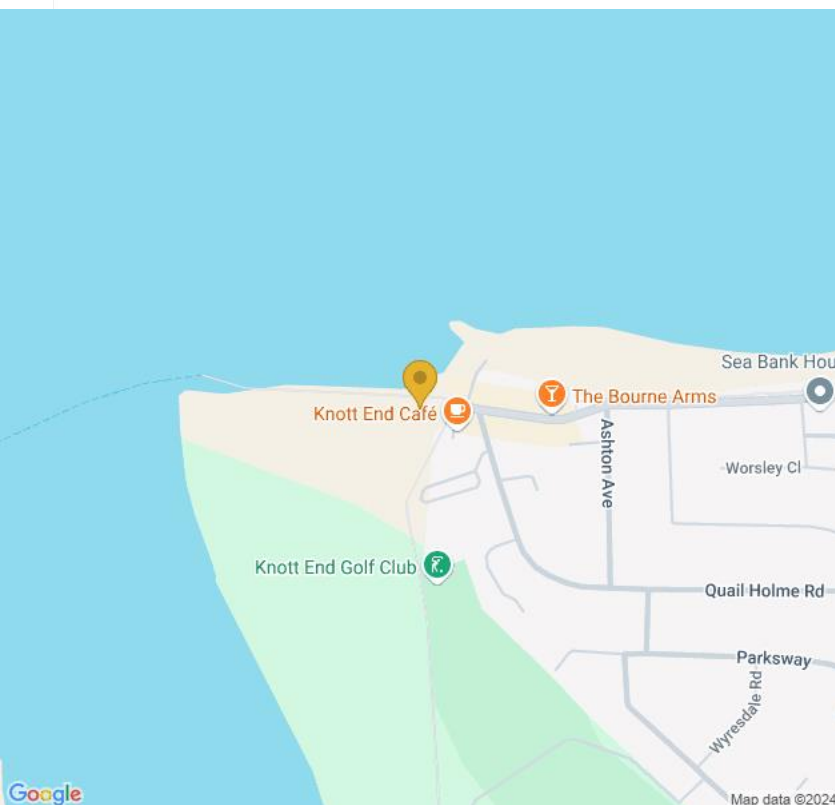 Sea Bank Hou
The Bourne Arms
Knott End Café
Ashton Ave
Worsley Cl
Knott End Golf Club
Quail Holme Rd
Parksway
Wyresdale Rd
Google
Map data ©2024